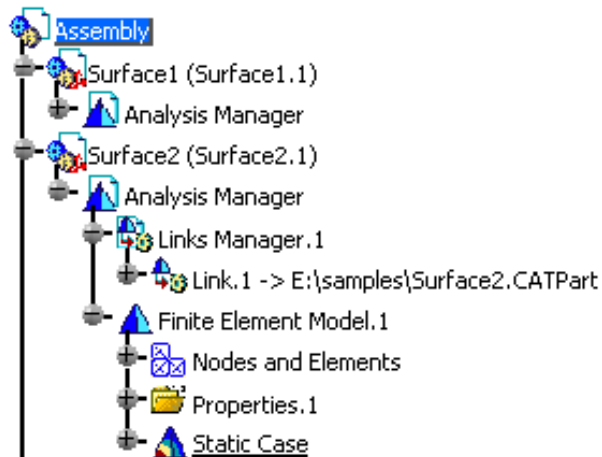 Assembly
Surface1 (Surface1.1)
Analysis Manager
Surface2 (Surface2.1)
Analysis Manager
Links Manager.1
Link.1 -> E:\samples\Surface2.CATPart
Finite Element Model.1
Nodes and Elements
Properties.1
Static Case